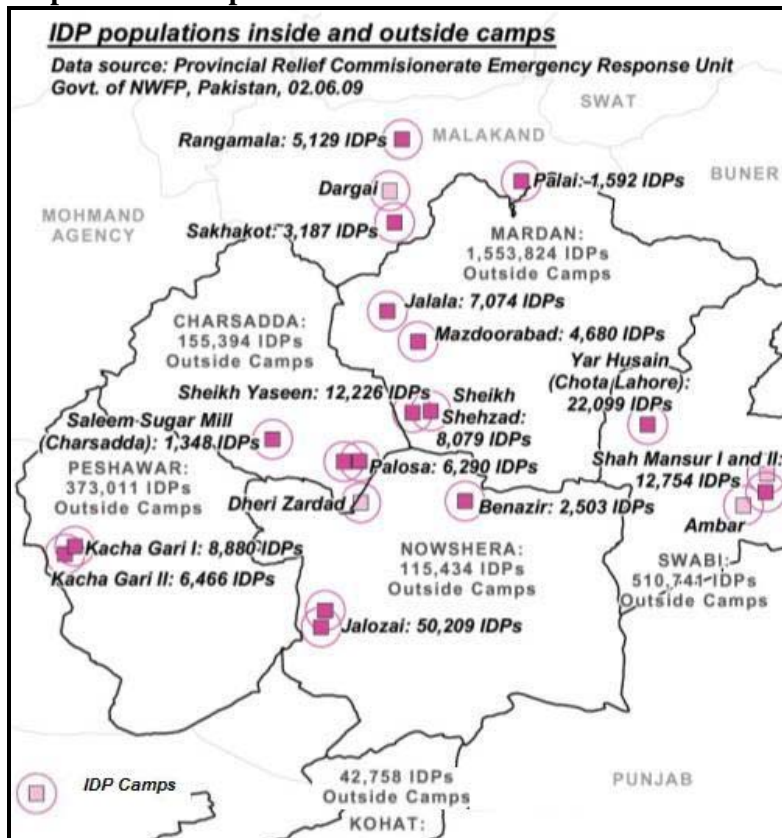 IDP populations inside and outside camps
Data source: Provincial Relief Commisionerate Emergency Response Unit
Govt. of NWFP, Pakistan, 02.06.09
SWAT
Rangamala: 5,129 IDPs
MALAKAND
Dargai
Palai: 1,592 IDPs
BUNER
MOHMAND
AGENCY
Sakhakot: 3,187 IDPs
MARDAN:
1,553,824 IDPs
Outside Camps
Jalala: 7,074 IDPs
CHARSADDA:
155,394 IDPs
Outside Camps
Mazdoorabad: 4,680 IDPs
Yar Husain
(Chota Lahore):
22,099 IDPs
Sheikh Yaseen: 12,226 IDPs
Sheikh
Shehzad:
8,079 IDPs
Saleem Sugar Mill
(Charsadda): 1,348 IDPs
PESHAWAR:
373,011 IDPs
Outside Camps
Palosa: 6,290 IDPs
Shah Mansur I and II:
12,754 IDPs
Dheri Zardad
Benazir: 2,503 IDPs
Ambar
Kacha Gari I: 8,880 IDPs
Kacha Gari II: 6,466 IDPs
NOWSHERA:
115,434 IDPs
Outside Camps
SWABI:
510,741 IDPs
Outside Camps
Jalozai: 50,209 IDPs
IDP Camps
42,758 IDPs
Outside Camps
KOHAT:
PUNJAB